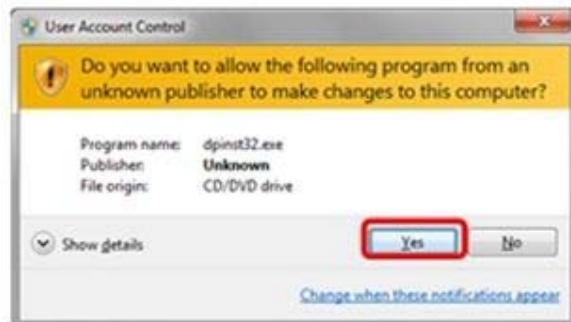 User Account Control
Do you want to allow the following program from an
unknown publisher to make changes to this computer?
Program name: dpinst32.exe
Publisher: Unknown
File origin: CD/DVD drive
Show details
Yes
No
Change when these notifications appear